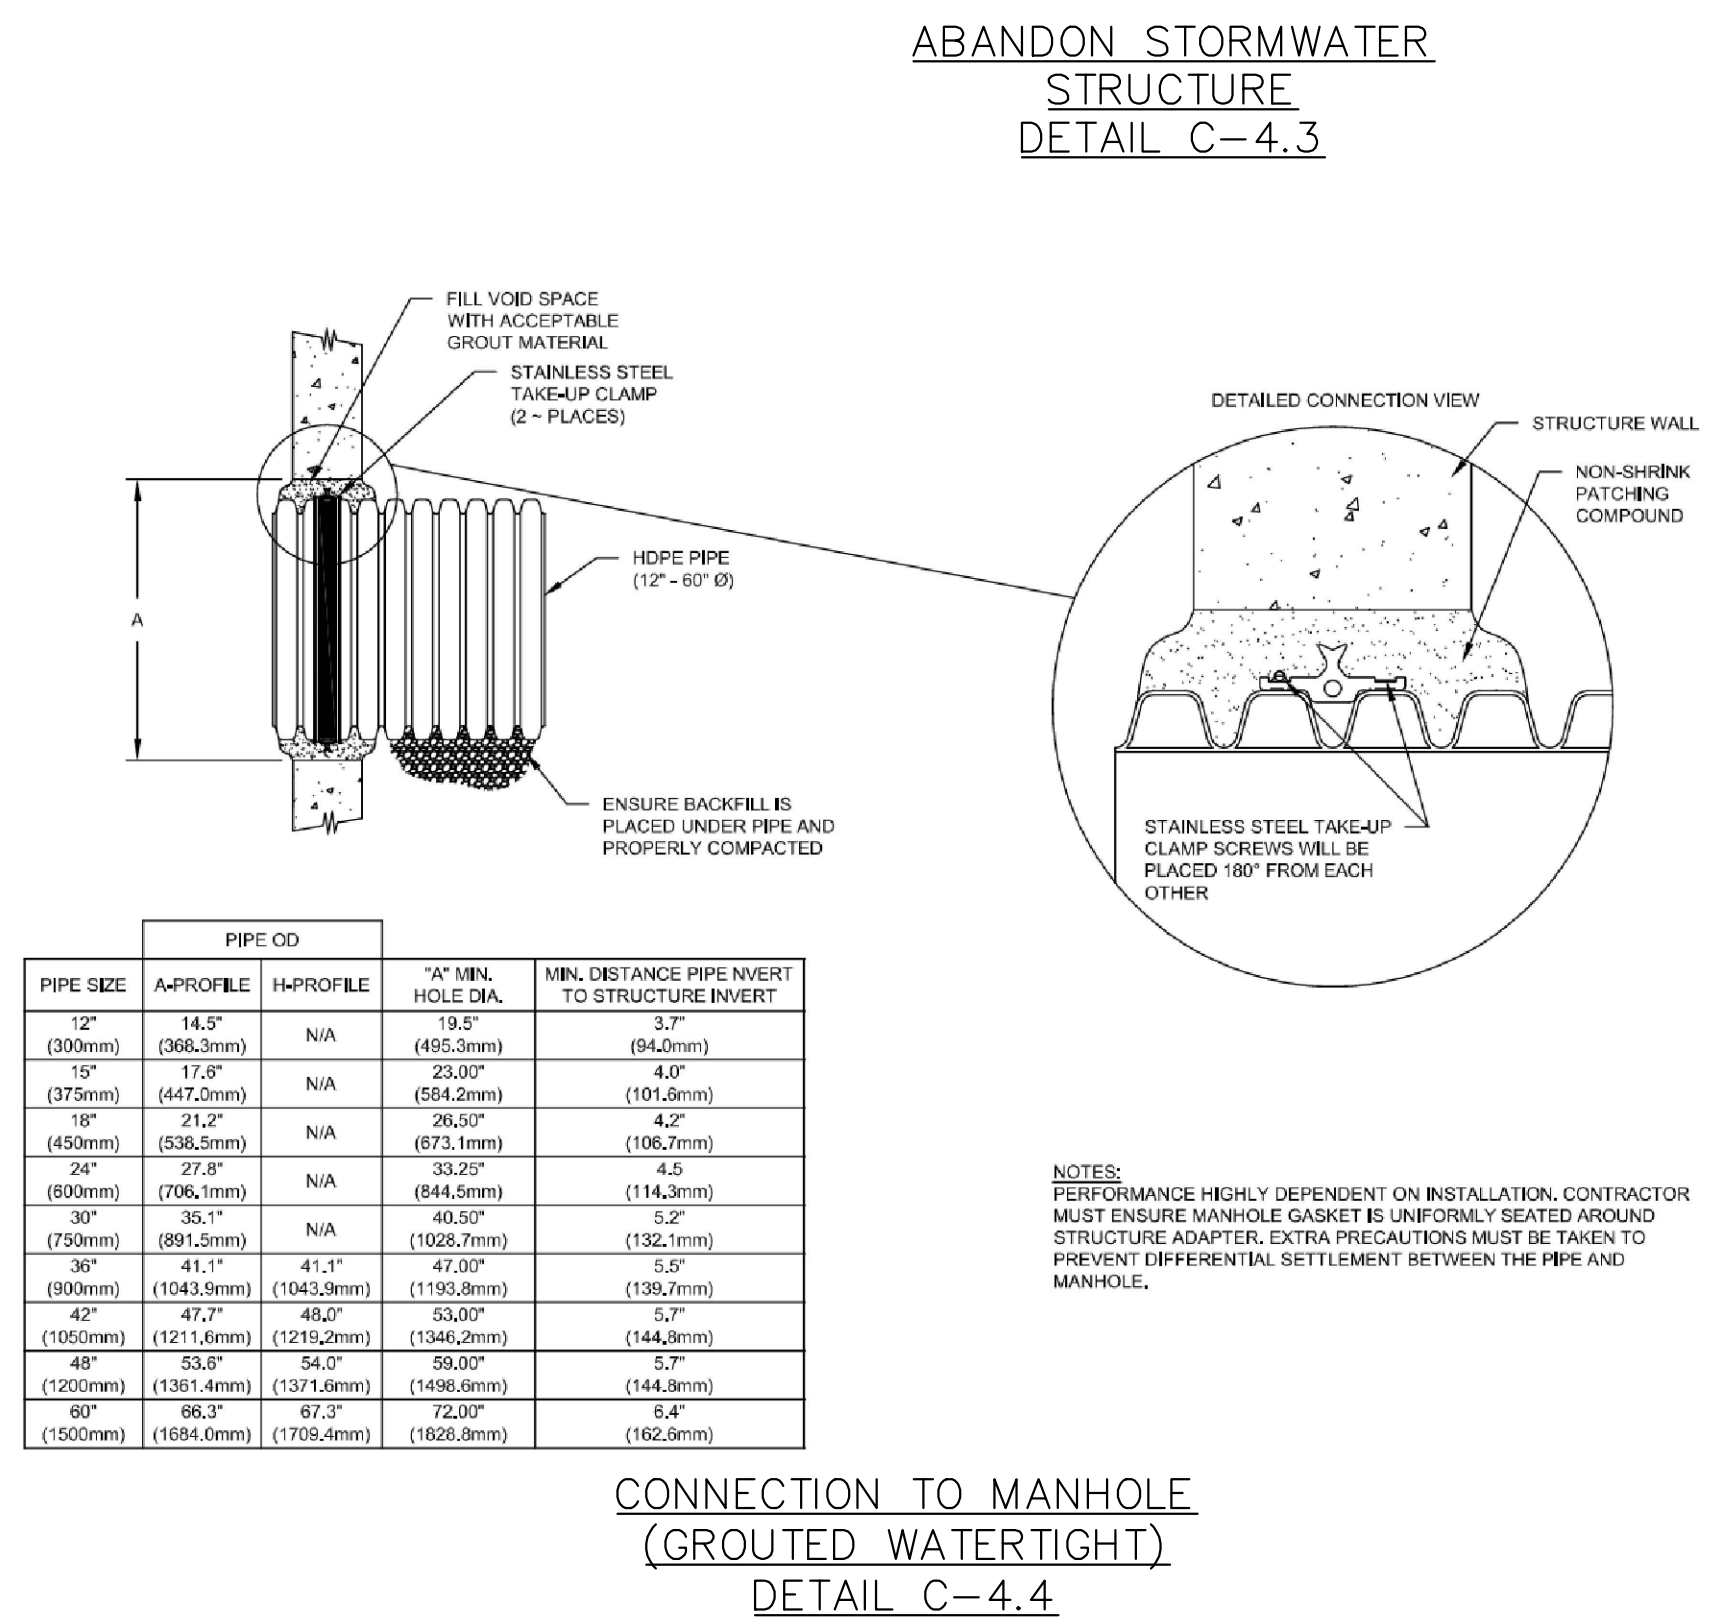 ABANDON STORMWATER
STRUCTURE
DETAIL C-4.3
FILL VOID SPACE
WITH ACCEPTABLE
GROUT MATERIAL
STAINLESS STEEL
TAKE-UP CLAMP
(2 ~ PLACES)
HDPE PIPE
(12" - 60" Ø)
A
ENSURE BACKFILL IS
PLACED UNDER PIPE AND
PROPERLY COMPACTED
DETAILED CONNECTION VIEW
STRUCTURE WALL
NON-SHRINK
PATCHING
COMPOUND
STAINLESS STEEL TAKE-UP
CLAMP SCREWS WILL BE
PLACED 180° FROM EACH
OTHER
PIPE OD
PIPE SIZE A-PROFILE H-PROFILE "A" MIN. HOLE DIA. MIN. DISTANCE PIPE NVERT TO STRUCTURE INVERT
12" 14.5" N/A 19.5" 3.7"
(300mm) (368.3mm) (495.3mm) (94.0mm)
15" 17.6" N/A 23.00" 4.0"
(375mm) (447.0mm) (584.2mm) (101.6mm)
18" 21.2" N/A 26.50" 4.2"
(450mm) (538.5mm) (673.1mm) (106.7mm)
24" 27.8" N/A 33.25" 4.5
(600mm) (706.1mm) (844.5mm) (114.3mm)
30" 35.1" N/A 40.50" 5.2"
(750mm) (891.5mm) (1028.7mm) (132.1mm)
36" 41.1" 41.1" 47.00" 5.5"
(900mm) (1043.9mm) (1043.9mm) (1193.8mm) (139.7mm)
42" 47.7" 48.0" 53.00" 5.7"
(1050mm) (1211.6mm) (1219.2mm) (1346.2mm) (144.8mm)
48" 53.6" 54.0" 59.00" 5.7"
(1200mm) (1361.4mm) (1371.6mm) (1498.6mm) (144.8mm)
60" 66.3" 67.3" 72.00" 6.4"
(1500mm) (1684.0mm) (1709.4mm) (1828.8mm) (162.6mm)
NOTES:
PERFORMANCE HIGHLY DEPENDENT ON INSTALLATION. CONTRACTOR
MUST ENSURE MANHOLE GASKET IS UNIFORMLY SEATED AROUND
STRUCTURE ADAPTER. EXTRA PRECAUTIONS MUST BE TAKEN TO
PREVENT DIFFERENTIAL SETTLEMENT BETWEEN THE PIPE AND
MANHOLE.
CONNECTION TO MANHOLE
(GROUTED WATERTIGHT)
DETAIL C-4.4